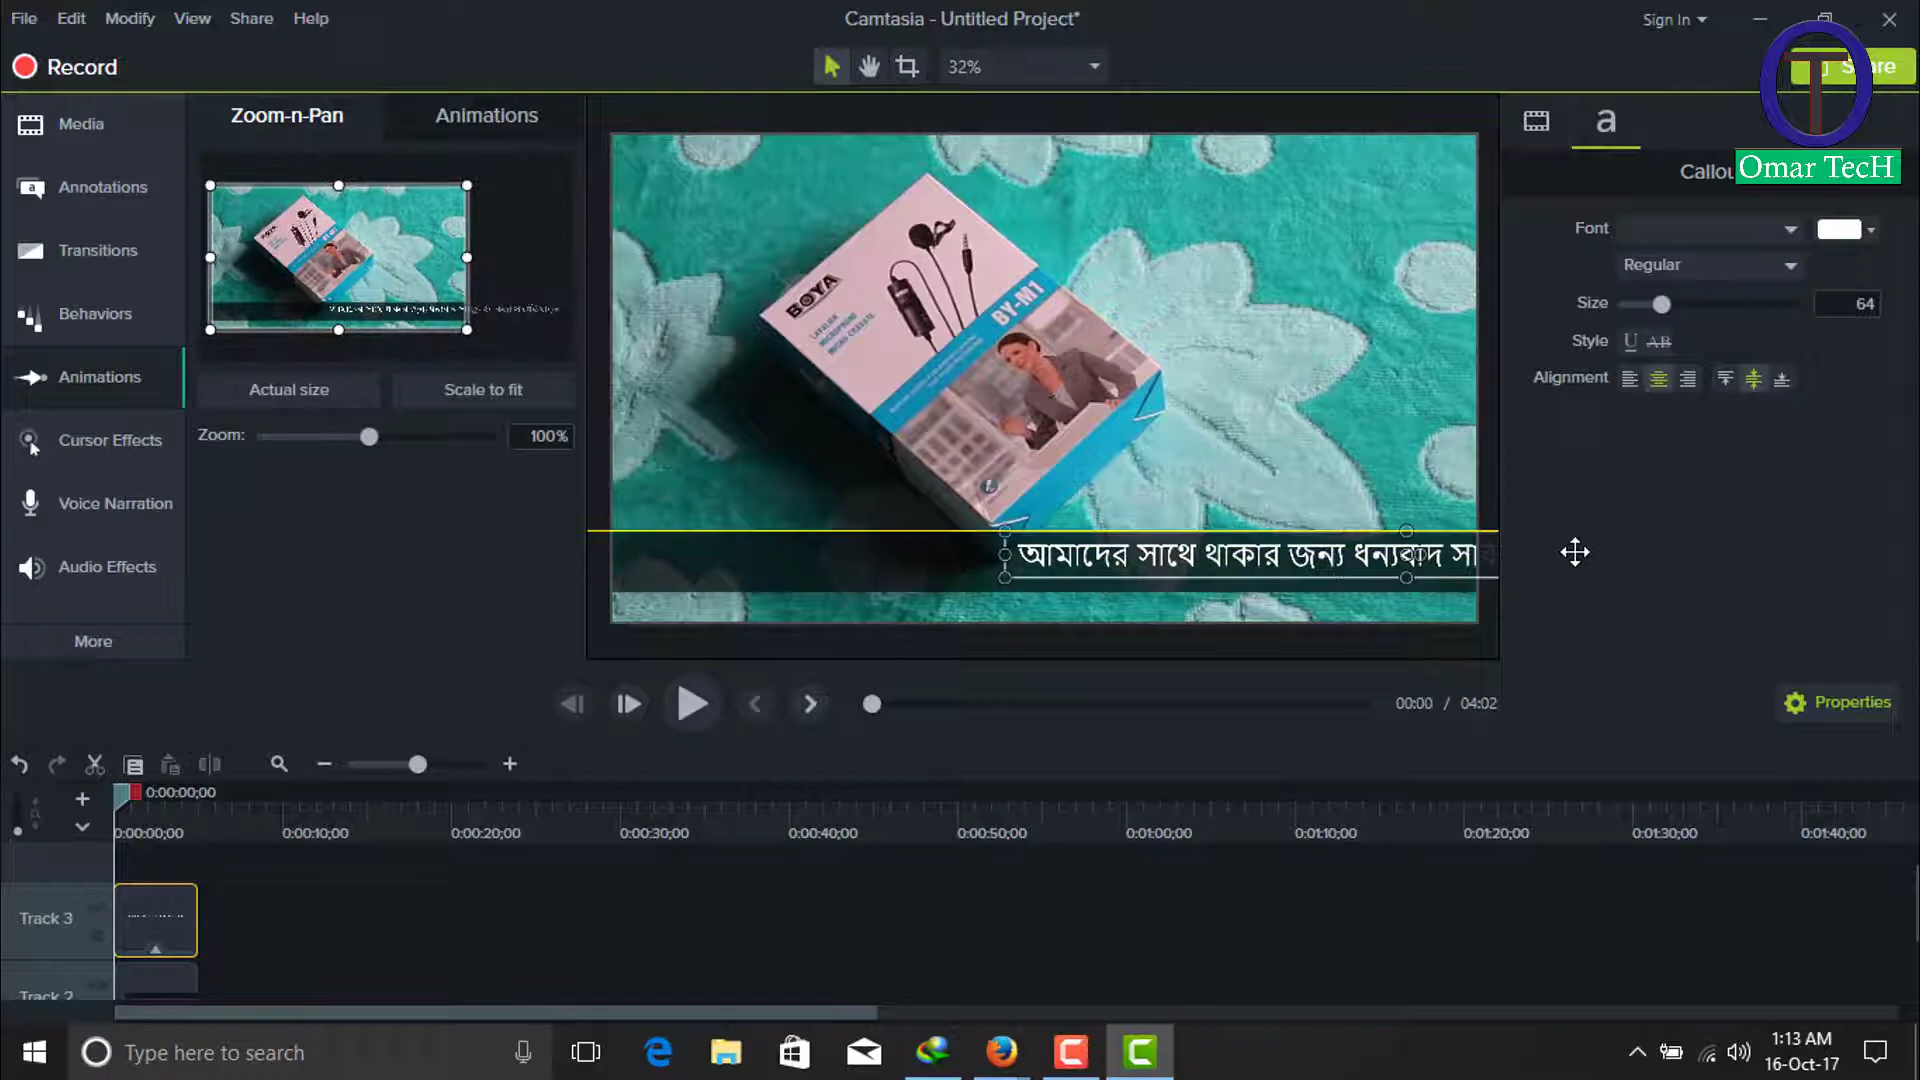 File Edit Modify View Share Help
Camtasia - Untitled Project*
Sign In
Record
32%
Omar TecH
Media
Annotations
Transitions
Behaviors
Animations
Cursor Effects
Voice Narration
Audio Effects
More
Zoom-n-Pan Animations
Actual size Scale to fit
Zoom: 100%
BOYA
LAVALIER
MICROPHONE
BY-M1
আমাদের সাথে থাকার জন্য ধন্যবাদ
Font
Regular
Size 64
Style U AB
Alignment
00:00 / 04:02
Properties
0:00:00;00
0:00:00;00 0:00:10;00 0:00:20;00 0:00:30;00 0:00:40;00 0:00:50;00 0:01:00;00 0:01:10;00 0:01:20;00 0:01:30;00 0:01:40;00
Track 3
Track 2
Type here to search
1:13 AM
16-Oct-17